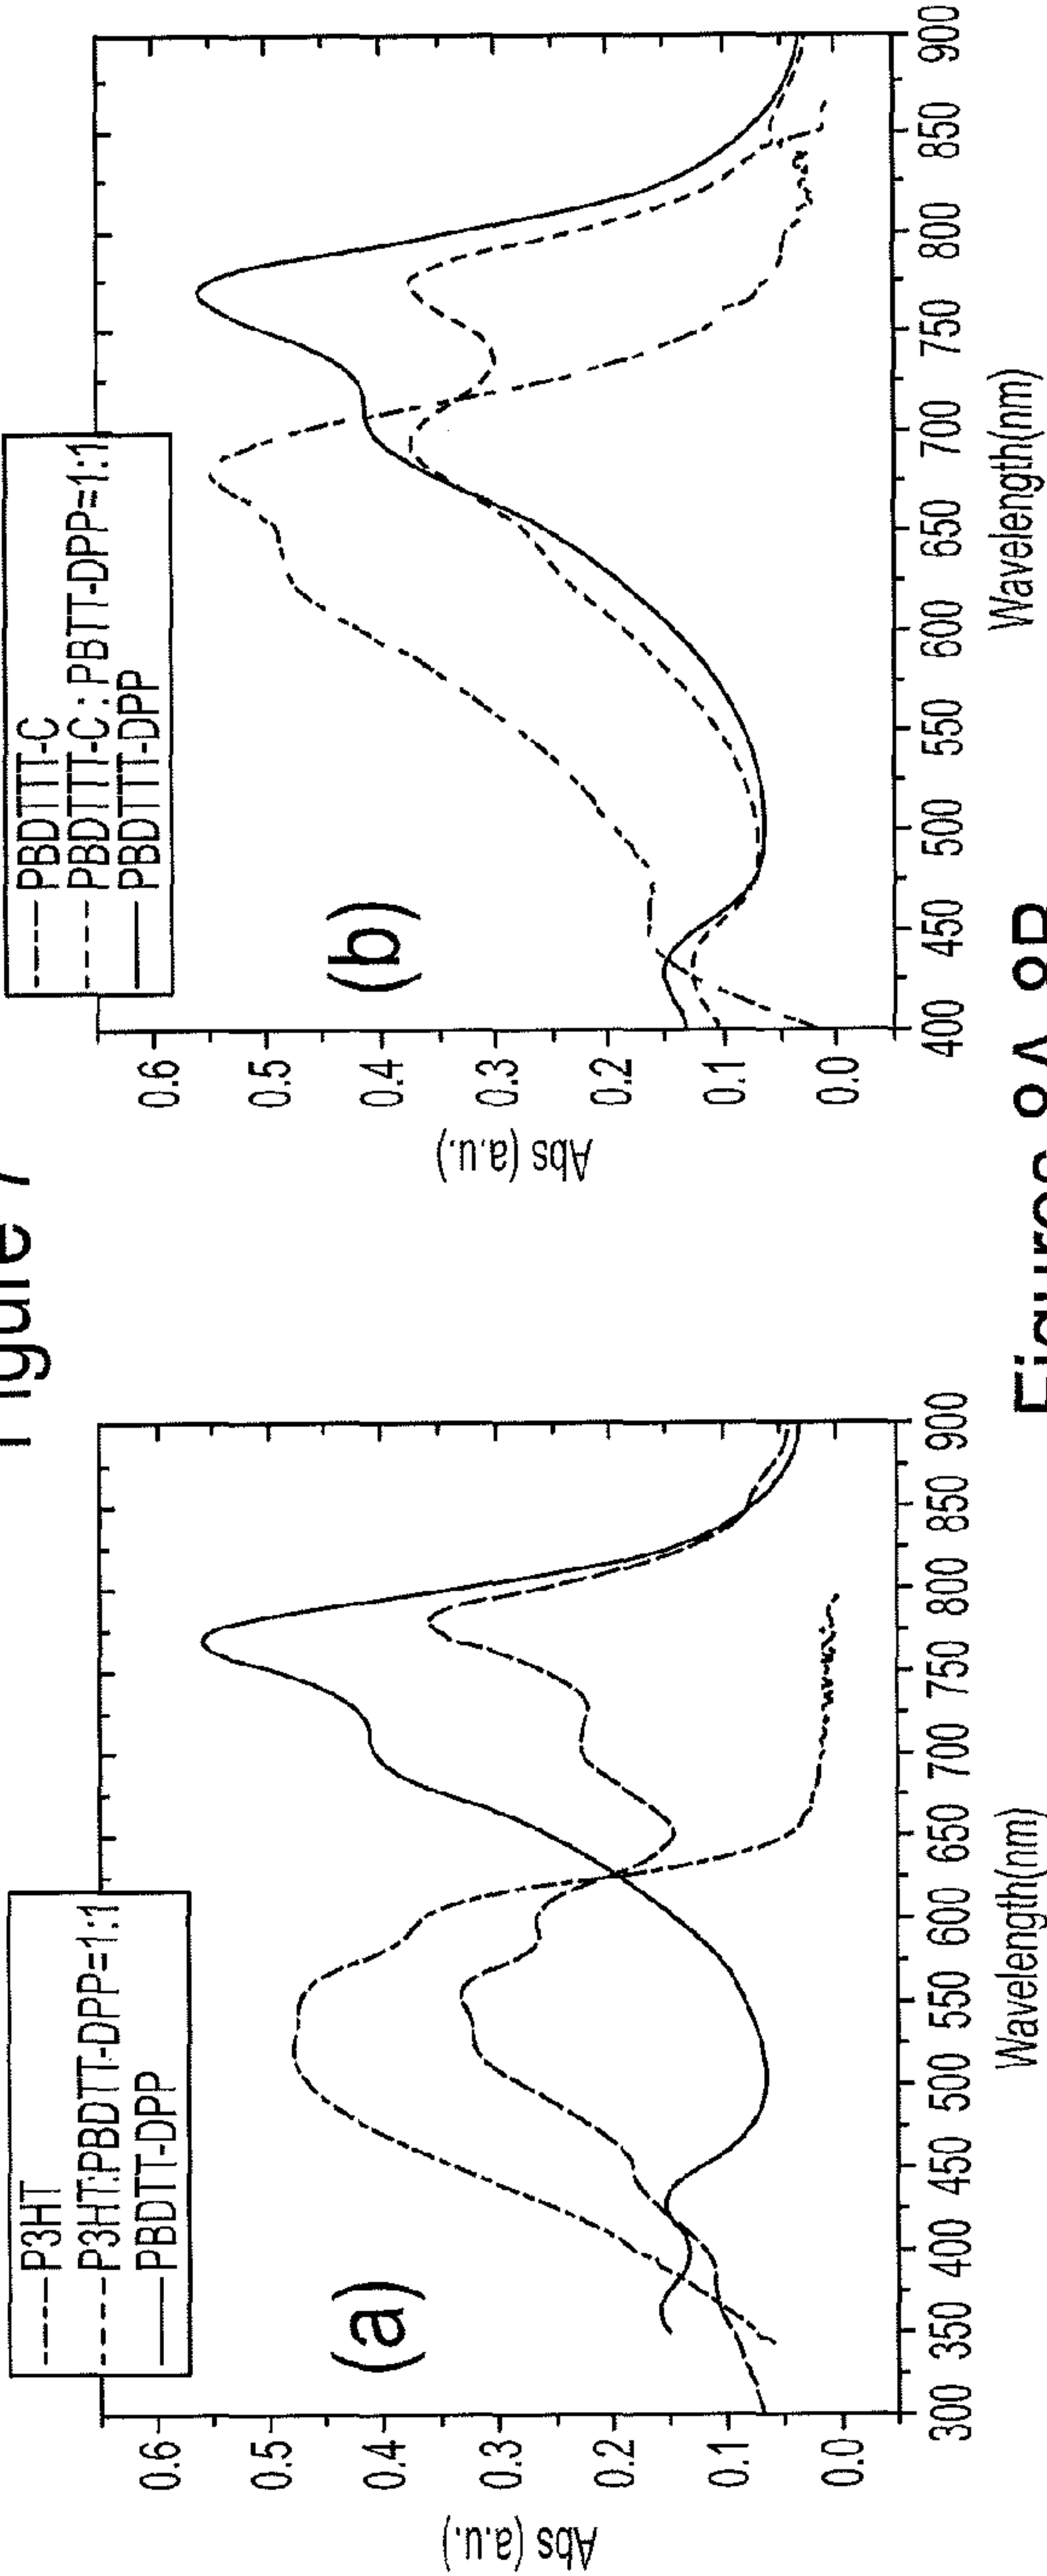 Figure 7
P3HT
P3HT:PBDTT-DPP=1:1
PBDTT-DPP
(a)
Abs (a.u.)
0.6
0.5
0.4
0.3
0.2
0.1
0.0
300 350 400 450 500 550 600 650 700 750 800 850 900
Wavelength(nm)
PBDTTT-C
PBDTTT-C:PBTT-DPP=1:1
PBDTTT-DPP
(b)
Abs (a.u.)
0.6
0.5
0.4
0.3
0.2
0.1
0.0
400 450 500 550 600 650 700 750 800 850 900
Wavelength(nm)
Figures 8A, 8B